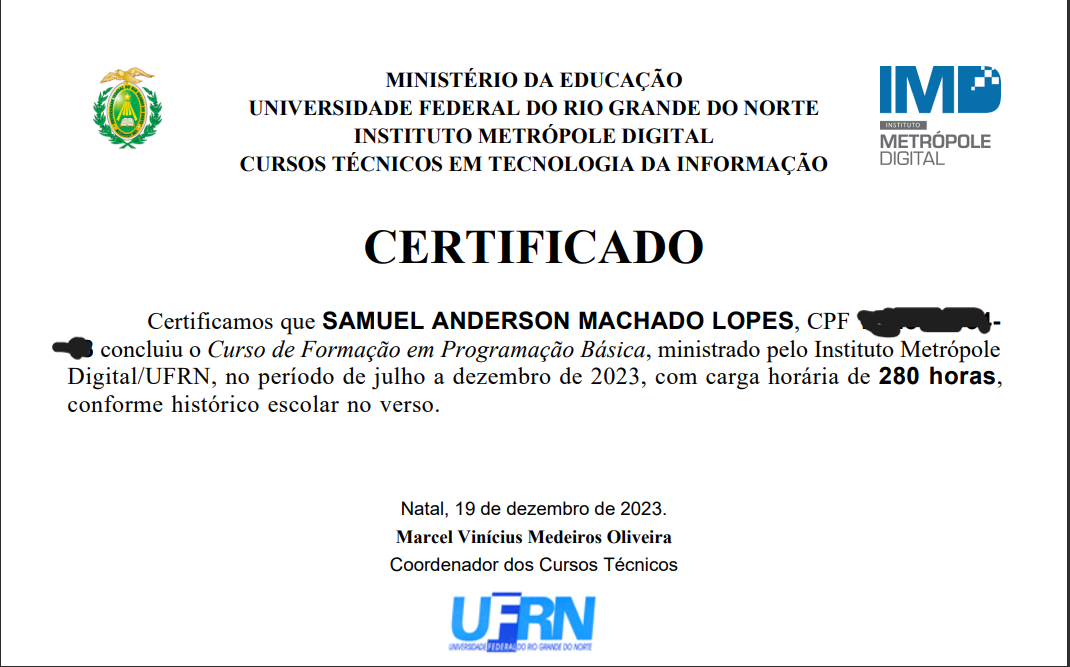 MINISTÉRIO DA EDUCAÇÃO
UNIVERSIDADE FEDERAL DO RIO GRANDE DO NORTE
INSTITUTO METRÓPOLE DIGITAL
CURSOS TÉCNICOS EM TECNOLOGIA DA INFORMAÇÃO
IMD
INSTITUTO
METRÓPOLE
DIGITAL
CERTIFICADO
Certificamos que SAMUEL ANDERSON MACHADO LOPES, CPF
concluiu o Curso de Formação em Programação Básica, ministrado pelo Instituto Metrópole
Digital/UFRN, no período de julho a dezembro de 2023, com carga horária de 280 horas,
conforme histórico escolar no verso.
Natal, 19 de dezembro de 2023.
Marcel Vinícius Medeiros Oliveira
Coordenador dos Cursos Técnicos
UFRN
UNIVERSIDADE FEDERAL DO RIO GRANDE DO NORTE